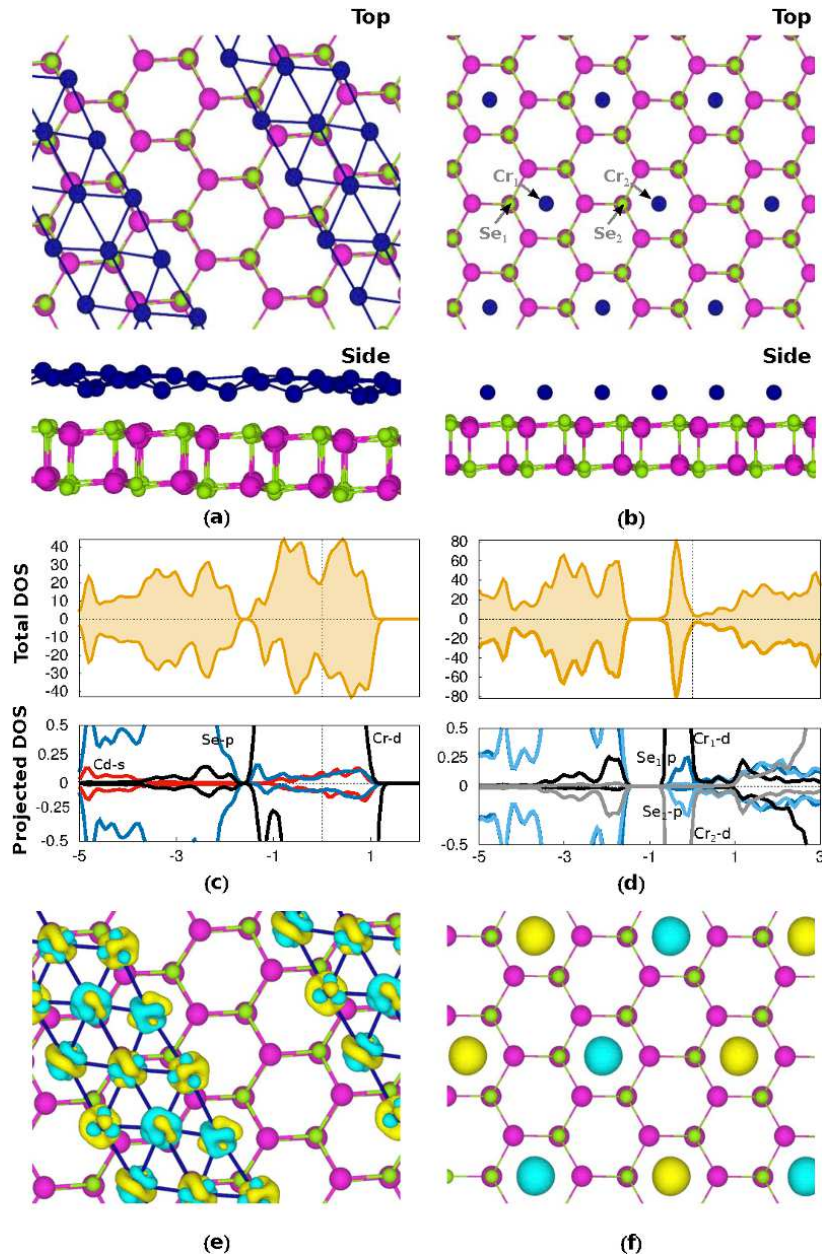 Top
Top
Cr1
Cr2
Se1
Se2
Side
Side
(a)
(b)
Total DOS
40
30
20
10
0
10
20
30
40
80
60
40
20
0
20
40
60
80
Projected DOS
0.5
0.25
0
0.25
0.5
Cd-s
Se-p
Cr-d
-5
-3
-1
1
0.5
0.25
0
0.25
0.5
Cr1-d
Se1-p
Se1-p
Cr2-d
-5
-3
-1
1
3
(c)
(d)
(e)
(f)